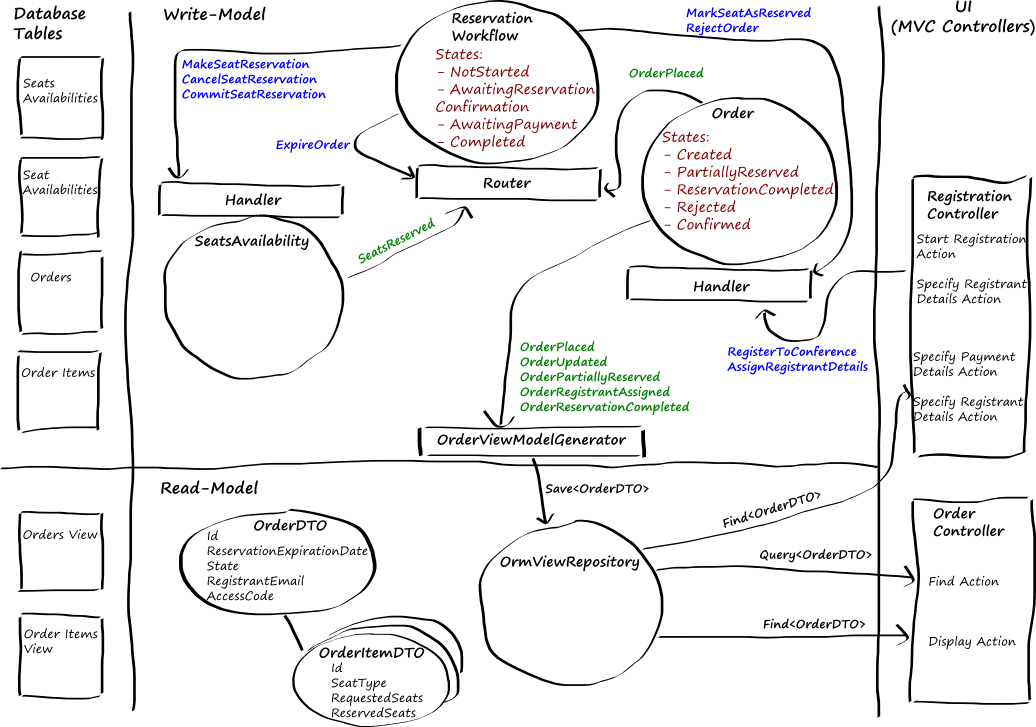 Database
Tables
Write-Model
UI
(MVC Controllers)
Seats
Availabilities
Seat
Availabilities
Orders
Order Items
Orders View
Order Items
View
MakeSeatReservation
CancelSeatReservation
CommitSeatReservation
Reservation
Workflow
States:
- NotStarted
- AwaitingReservation
Confirmation
- AwaitingPayment
- Completed
ExpireOrder
Router
MarkSeatAsReserved
RejectOrder
OrderPlaced
Order
States:
- Created
- PartiallyReserved
- ReservationCompleted
- Rejected
- Confirmed
Handler
SeatsAvailability
SeatsReserved
Handler
RegisterToConference
AssignRegistrantDetails
OrderPlaced
OrderUpdated
OrderPartiallyReserved
OrderRegistrantAssigned
OrderReservationCompleted
OrderViewModelGenerator
Registration
Controller
Start Registration
Action
Specify Registrant
Details Action
Specify Payment
Details Action
Specify Registrant
Details Action
Read-Model
Save<OrderDTO>
OrderDTO
Id
ReservationExpirationDate
State
RegistrantEmail
AccessCode
OrderItemDTO
Id
SeatType
RequestedSeats
ReservedSeats
OrmViewRepository
Find<OrderDTO>
Query<OrderDTO>
Find<OrderDTO>
Order
Controller
Find Action
Display Action